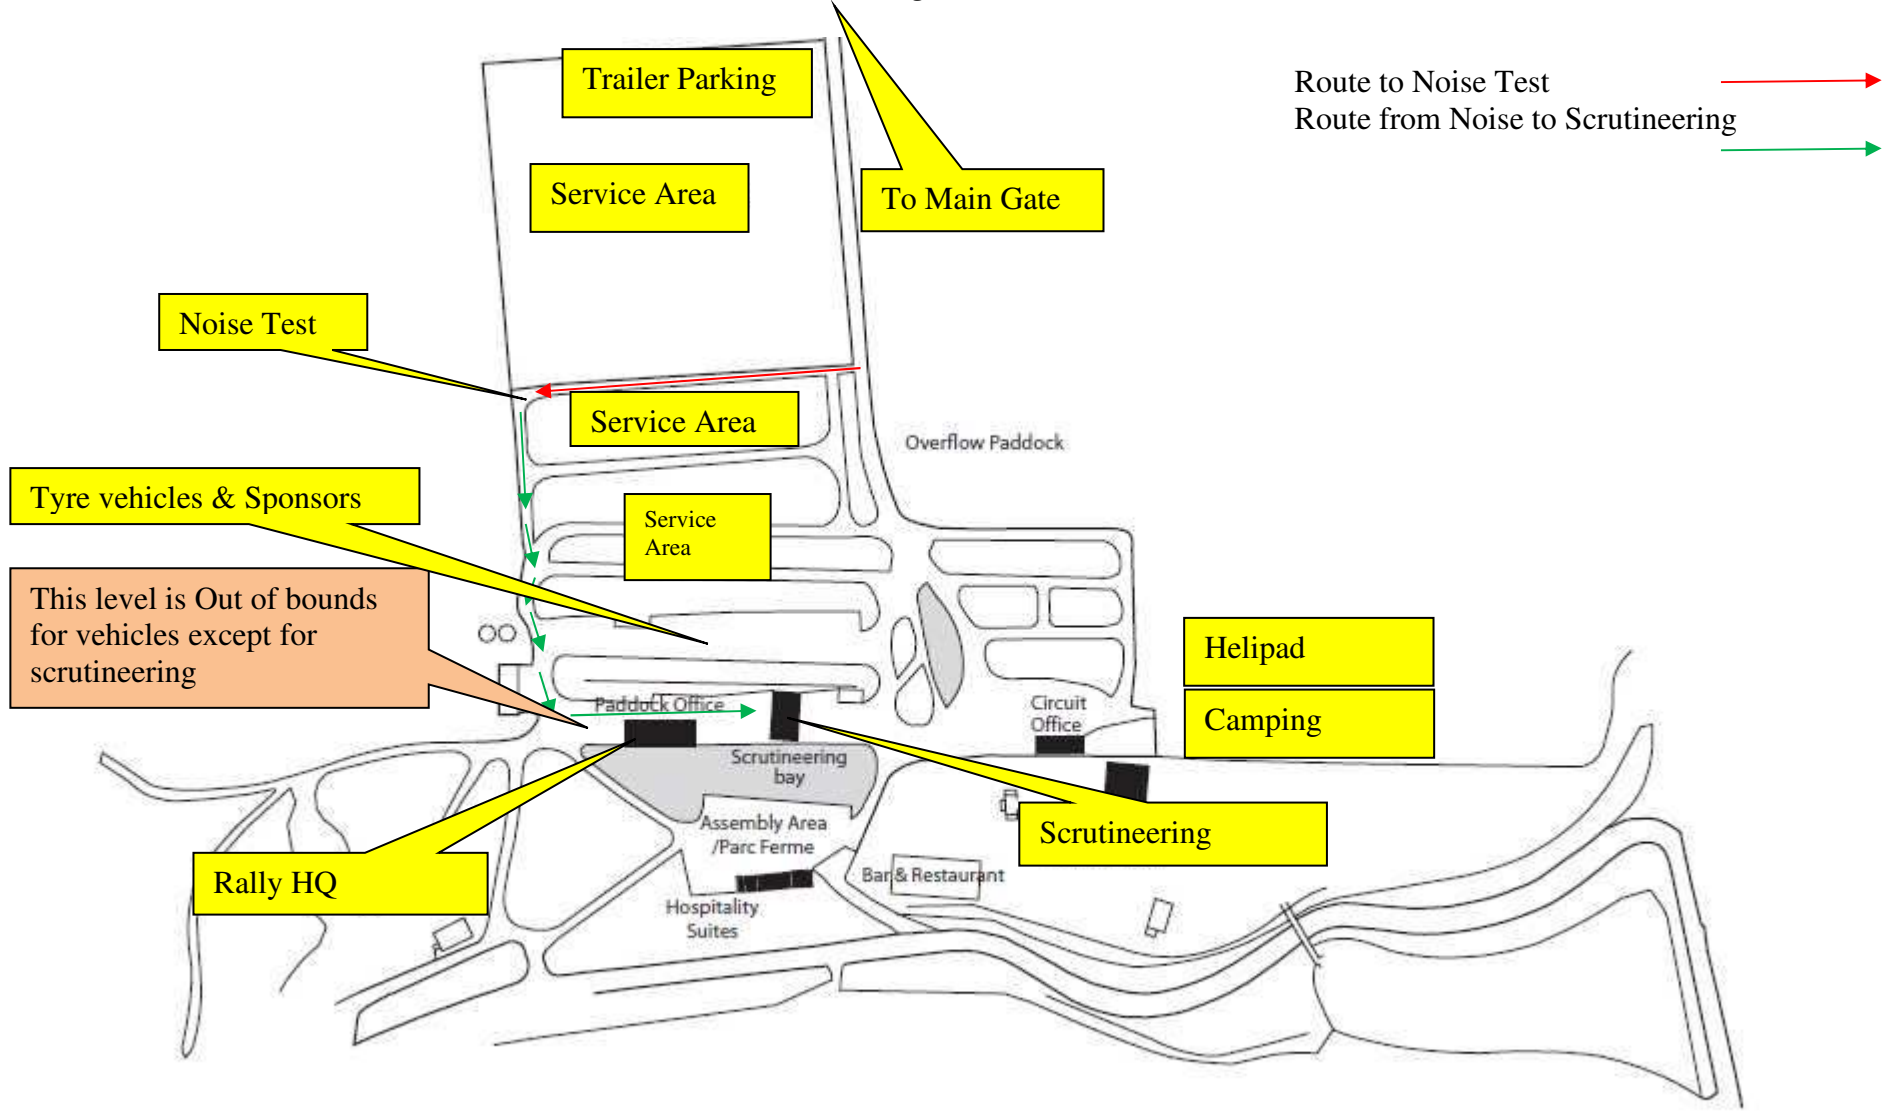 Trailer Parking
Route to Noise Test
Route from Noise to Scrutineering
Service Area
To Main Gate
Noise Test
Service Area
Overflow Paddock
Tyre vehicles & Sponsors
Service
Area
This level is Out of bounds
for vehicles except for
scrutineering
Helipad
Camping
Paddock Office
Circuit
Office
Scrutineering
bay
Assembly Area
/Parc Ferme
Scrutineering
Rally HQ
Bar & Restaurant
Hospitality
Suites